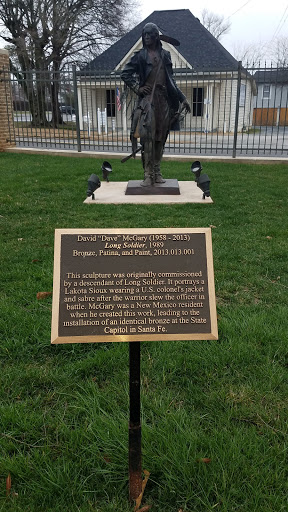 David "Dave" McGary (1958 - 2013)
Long Soldier, 1989
Bronze, Patina, and Paint, 2013.013.001
This sculpture was originally commissioned
by a descendant of Long Soldier. It portrays a
Lakota Sioux wearing a U.S. colonel's jacket
and sabre after the warrior slew the officer in
battle. McGary was a New Mexico resident
when he created this work, leading to the
installation of an identical bronze at the State
Capitol in Santa Fe.